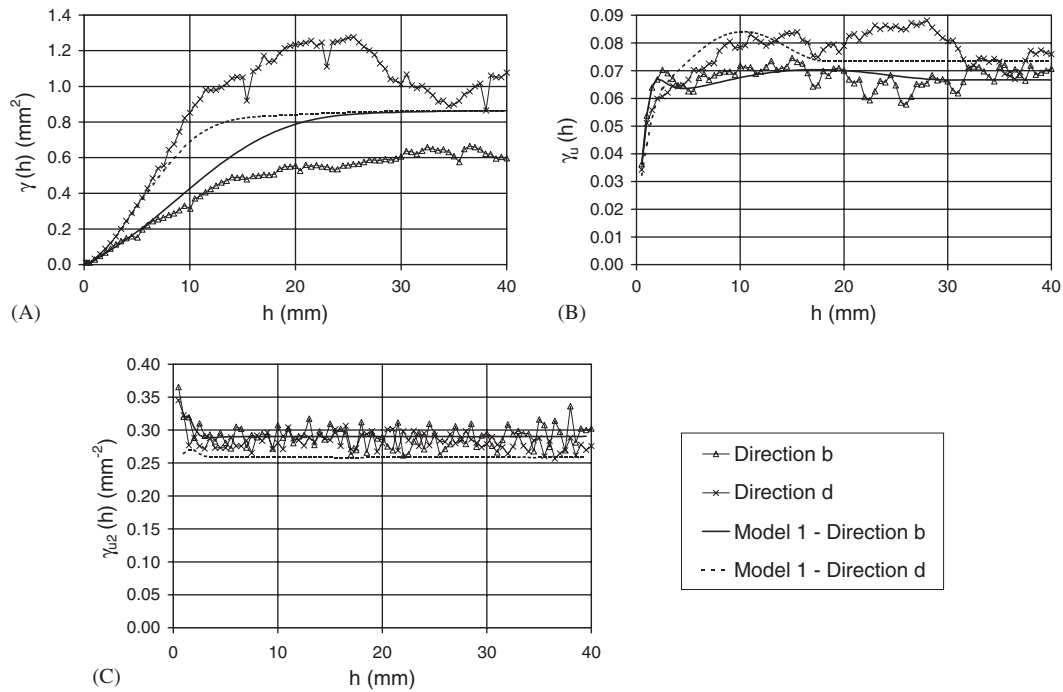 1.4
1.2
1.0
0.8
0.6
0.4
0.2
0.0
γ (h) (mm²)
0 10 20 30 40
h (mm)
(A)
0.09
0.08
0.07
0.06
0.05
0.04
0.03
0.02
0.01
0.00
γu (h)
0 10 20 30 40
h (mm)
(B)
0.40
0.35
0.30
0.25
0.20
0.15
0.10
0.05
0.00
γu2 (h) (mm-2)
0 10 20 30 40
h (mm)
(C)
Direction b
Direction d
Model 1 - Direction b
Model 1 - Direction d